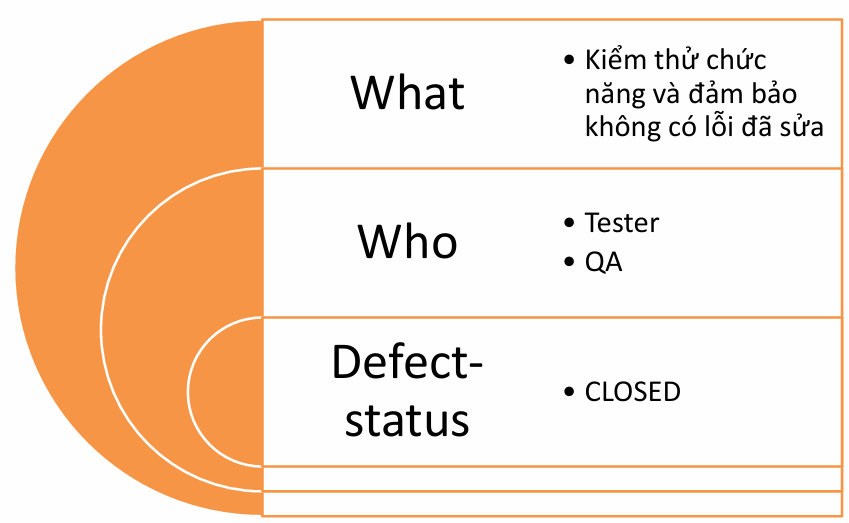 What
• Kiểm thử chức
năng và đảm bảo
không có lỗi đã sửa
Who
• Tester
• QA
Defect-
status
• CLOSED